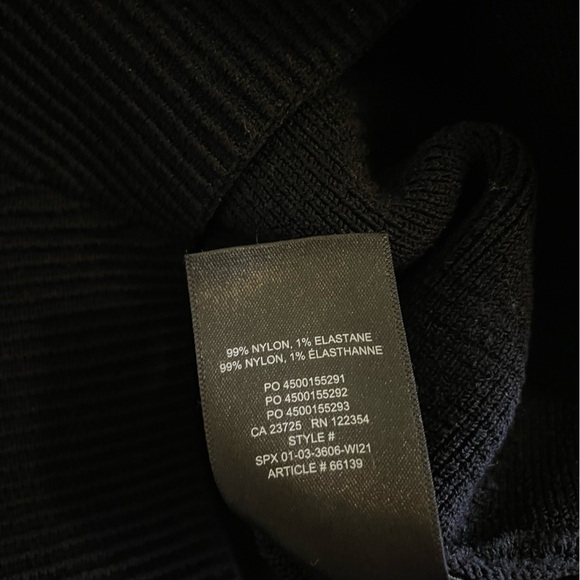 99% NYLON, 1% ELASTANE
99% NYLON, 1% ÉLASTHANNE
PO 4500155291
PO 4500155292
PO 4500155293
CA 23725 RN 122354
STYLE #
SPX 01-03-3606-WI21
ARTICLE # 66139